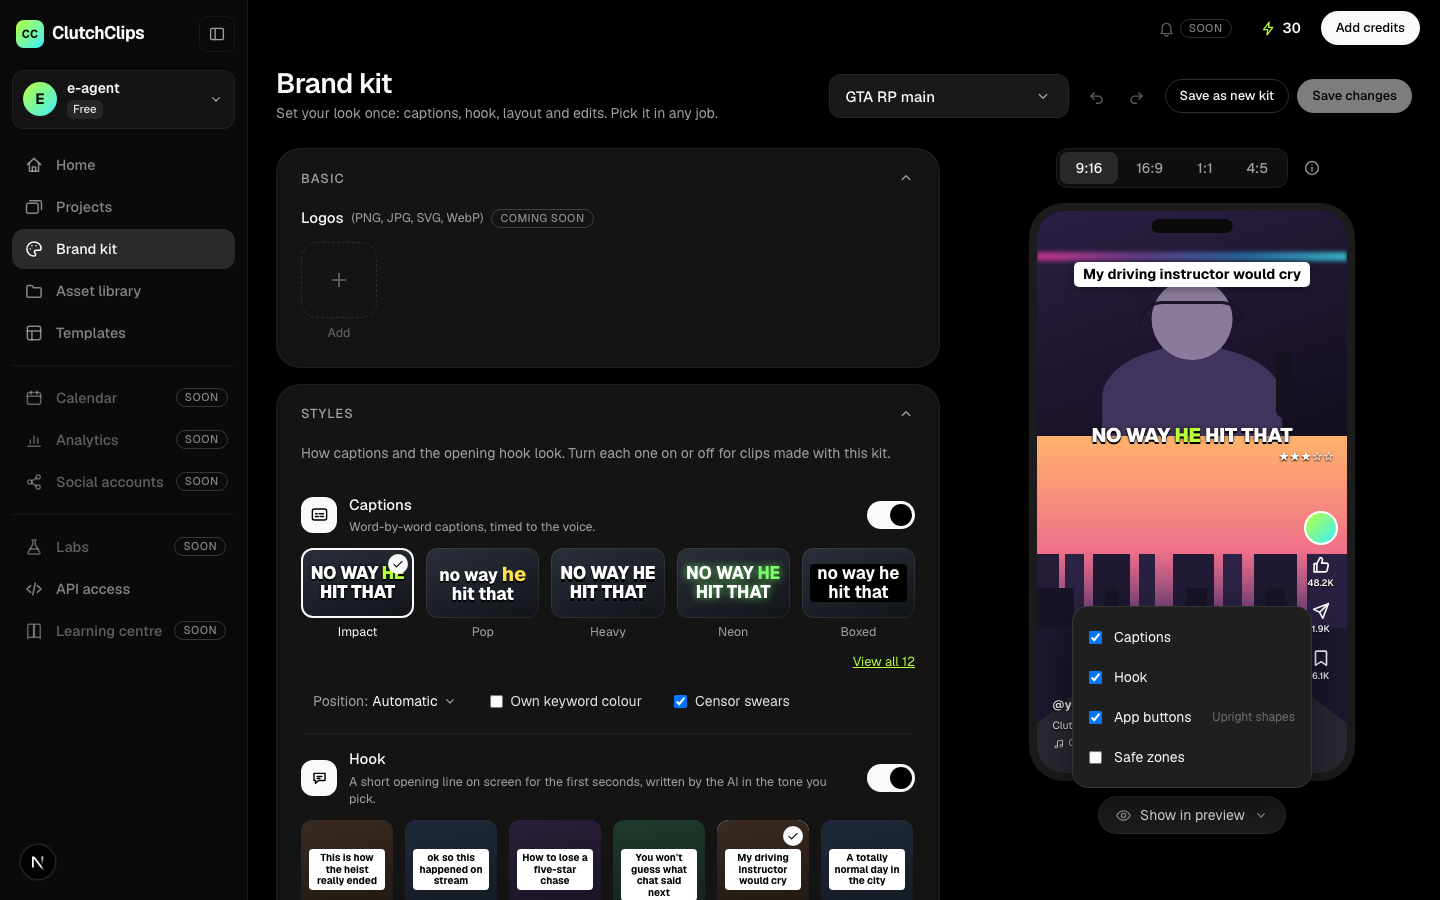 CC ClutchClips
SOON
30
Add credits
E
e-agent
Free
Home
Projects
Brand kit
Asset library
Templates
Calendar SOON
Analytics SOON
Social accounts SOON
Labs SOON
API access
Learning centre SOON
N
Brand kit
Set your look once: captions, hook, layout and edits. Pick it in any job.
GTA RP main
Save as new kit
Save changes
BASIC
Logos (PNG, JPG, SVG, WebP) COMING SOON
Add
STYLES
How captions and the opening hook look. Turn each one on or off for clips made with this kit.
Captions
Word-by-word captions, timed to the voice.
NO WAY HE
HIT THAT
Impact
no way he
hit that
Pop
NO WAY HE
HIT THAT
Heavy
NO WAY HE
HIT THAT
Neon
no way he
hit that
Boxed
View all 12
Position: Automatic
Own keyword colour
Censor swears
Hook
A short opening line on screen for the first seconds, written by the AI in the tone you
pick.
This is how
the heist
really ended
ok so this
happened on
stream
How to lose a
five-star
chase
You won't
guess what
chat said
next
My driving
instructor
would cry
A totally
normal day in
the city
9:16 16:9 1:1 4:5
My driving instructor would cry
NO WAY HE HIT THAT
★★★☆☆
48.2K
1.9K
6.1K
@y
Clut
Captions
Hook
App buttons Upright shapes
Safe zones
Show in preview